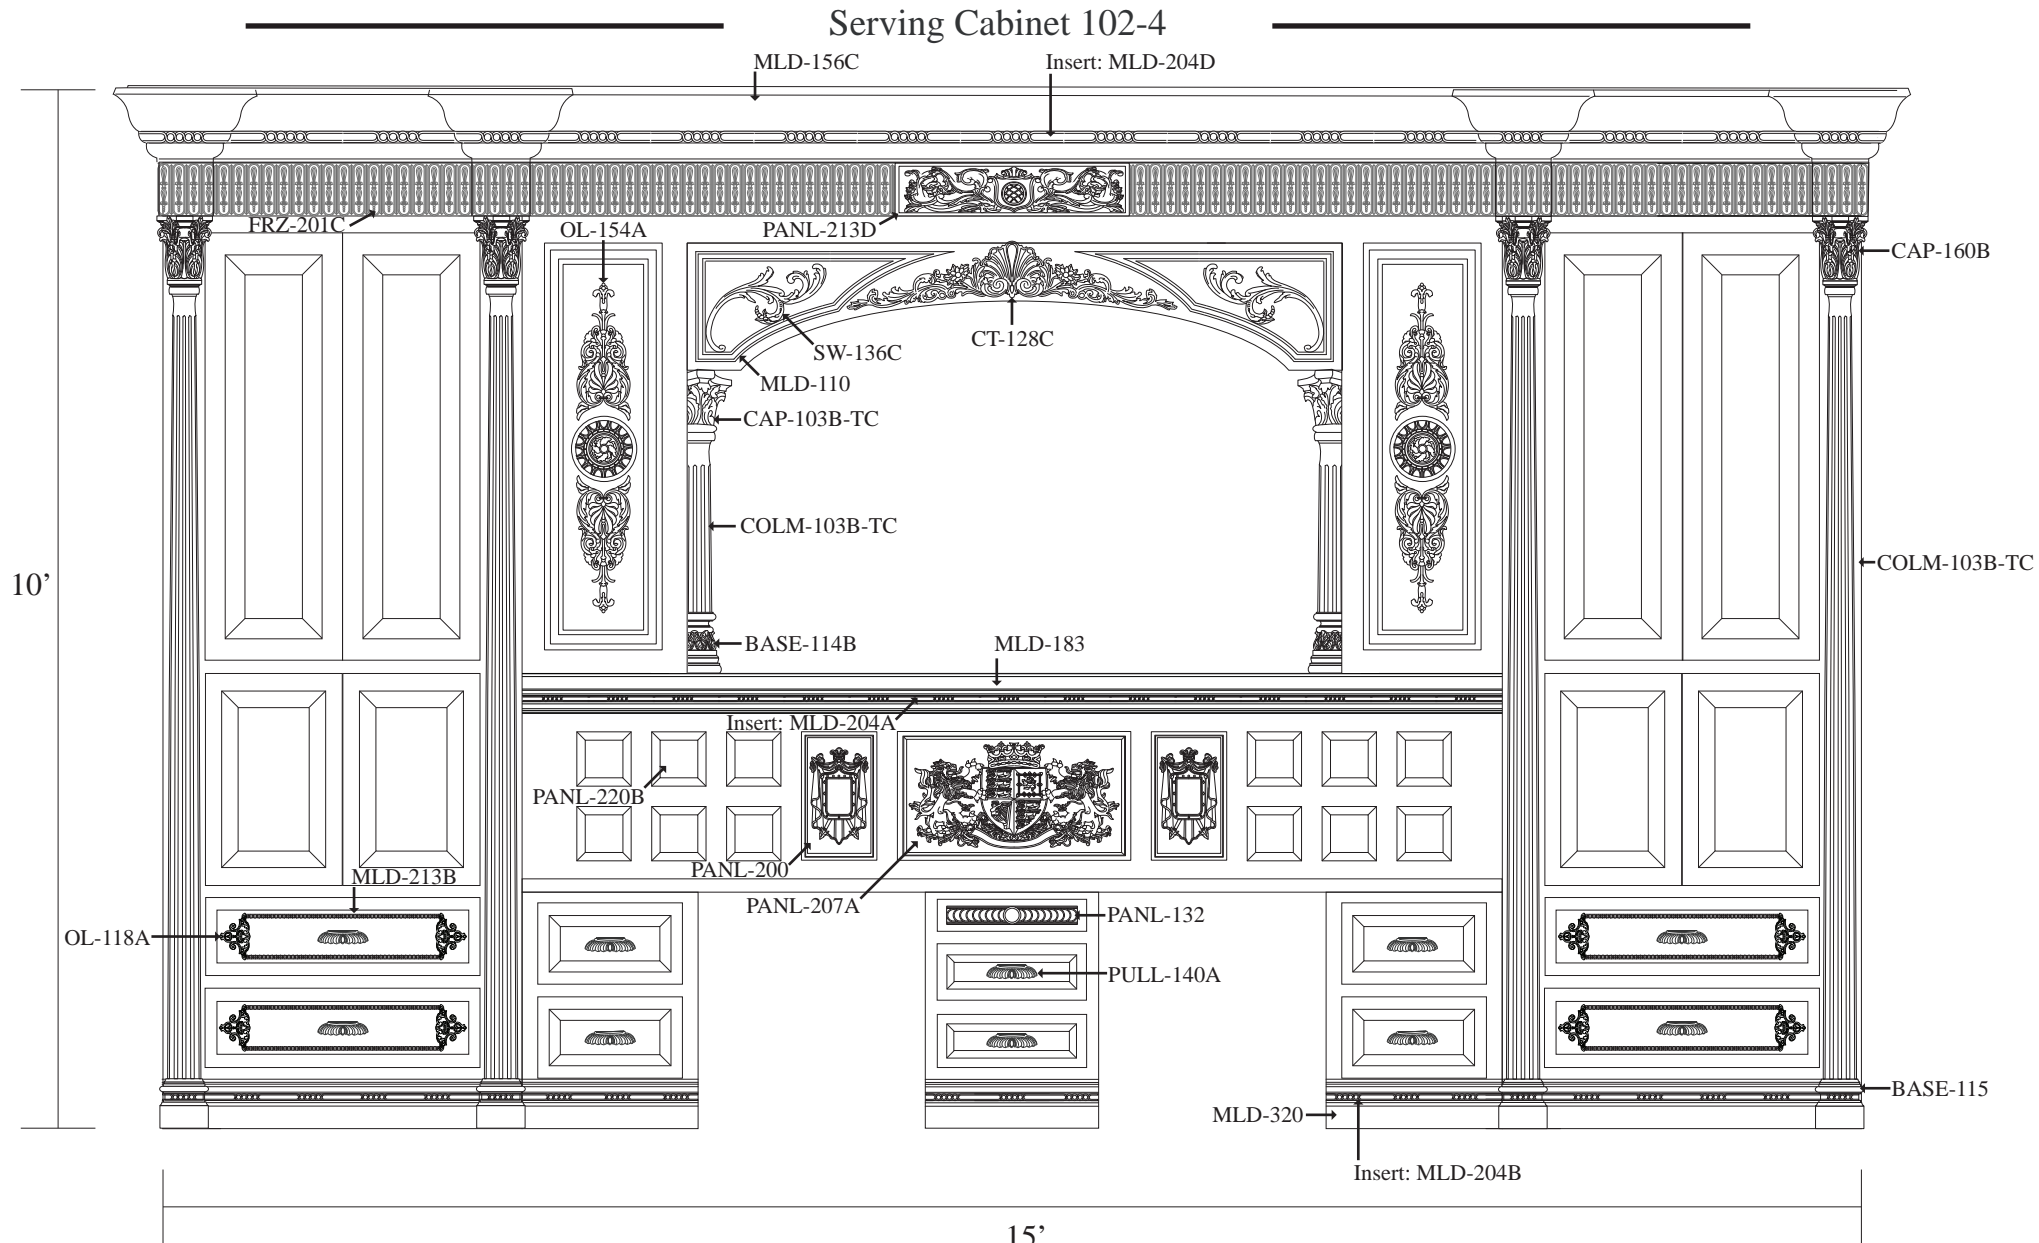 Serving Cabinet 102-4
MLD-156C
Insert: MLD-204D
FRZ-201C
OL-154A
PANL-213D
CAP-160B
CT-128C
SW-136C
MLD-110
CAP-103B-TC
COLM-103B-TC
COLM-103B-TC
10’
BASE-114B
MLD-183
Insert: MLD-204A
PANL-220B
PANL-200
MLD-213B
PANL-207A
PANL-132
OL-118A
PULL-140A
BASE-115
MLD-320
Insert: MLD-204B
15’